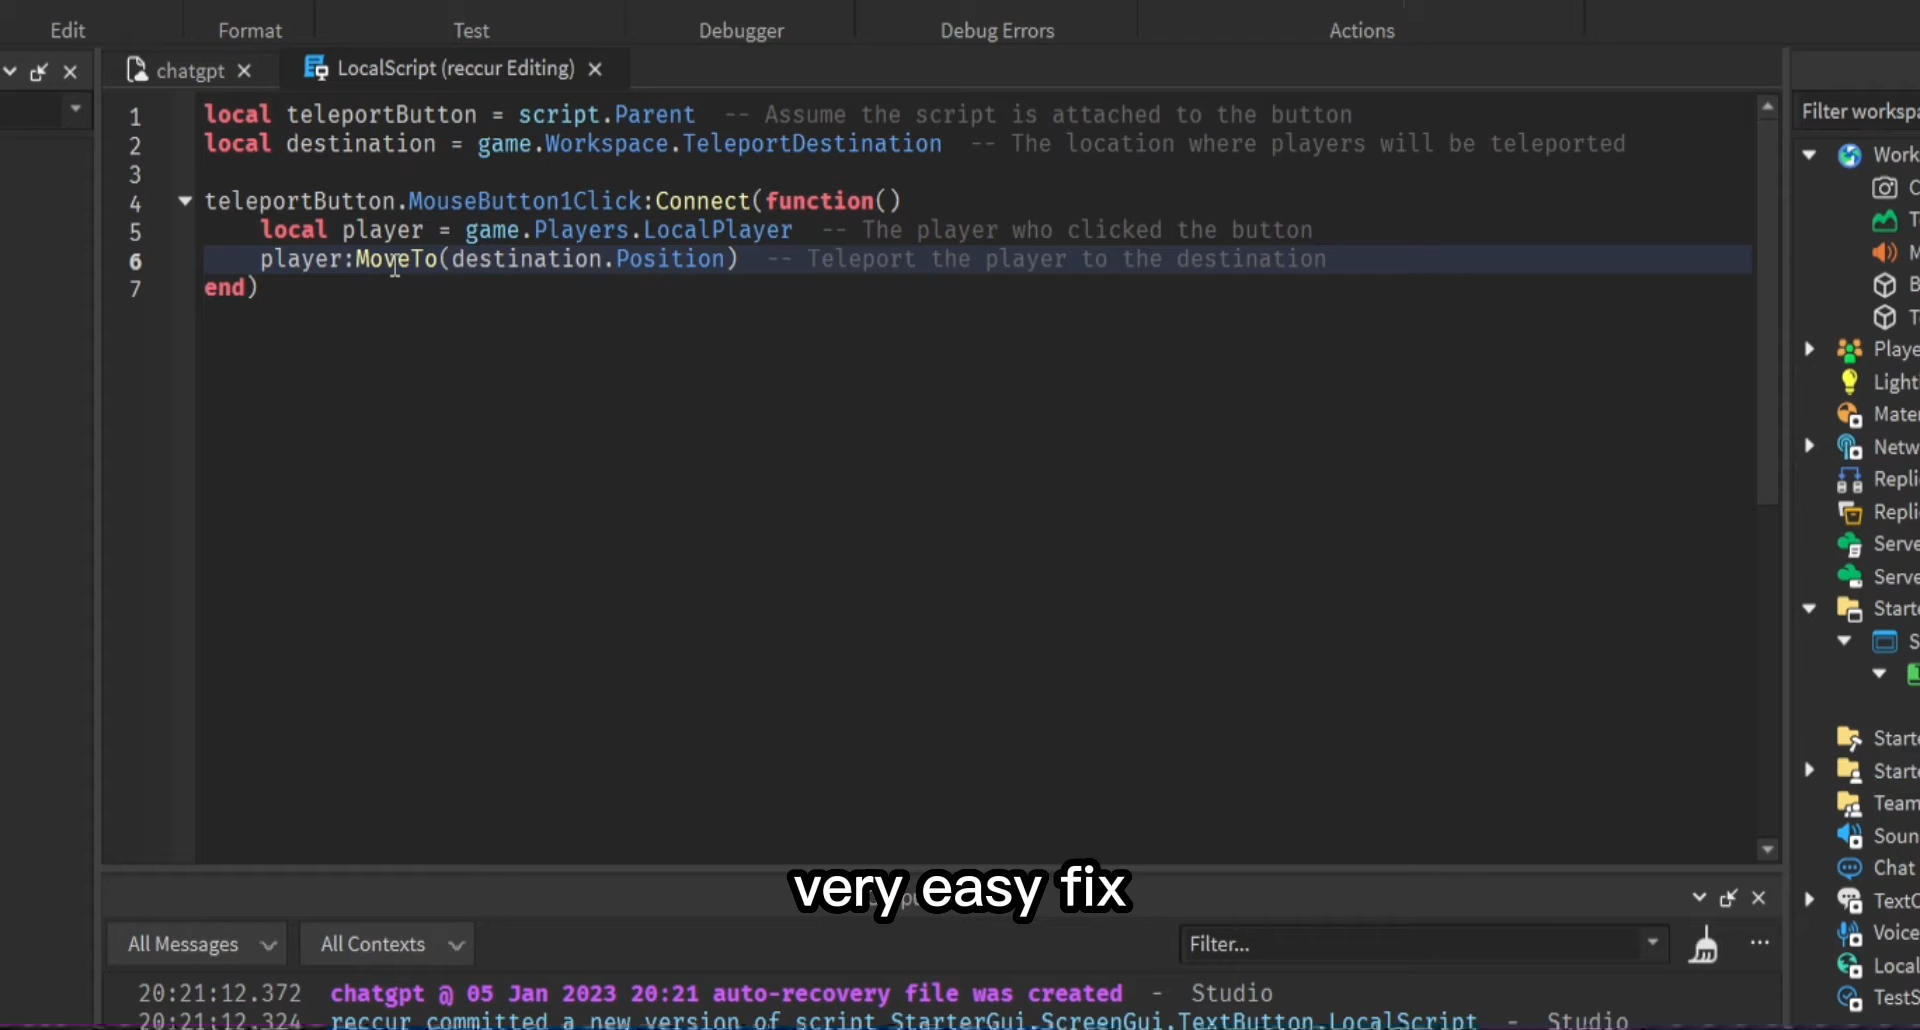 Edit Format Test Debugger Debug Errors Actions
chatgpt
LocalScript (reccur Editing)
1 local teleportButton = script.Parent -- Assume the script is attached to the button
2 local destination = game.Workspace.TeleportDestination -- The location where players will be teleported
3
4 teleportButton.MouseButton1Click:Connect(function()
5 local player = game.Players.LocalPlayer -- The player who clicked the button
6 player:MoveTo(destination.Position) -- Teleport the player to the destination
7 end)
Filter workspa
Work
C
T
M
B
T
Playe
Lighti
Mater
Netw
Repli
Repli
Serve
Serve
Starte
S
Starte
Starte
Team
Soun
Chat
TextC
Voice
Local
TestS
very easy fix
All Messages All Contexts Filter... ...
20:21:12.372 chatgpt @ 05 Jan 2023 20:21 auto-recovery file was created - Studio
20:21:12.324 reccur committed a new version of script StarterGui.ScreenGui.TextButton.LocalScript - Studio